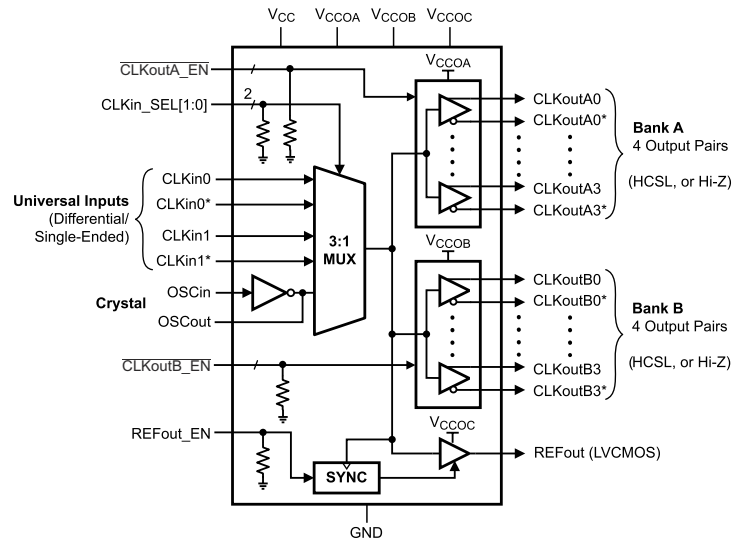 VCC VCCOA VCCOB VCCOC
CLKoutA_EN
CLKin_SEL[1:0]
2
VCCOA
CLKoutA0
CLKoutA0*
CLKoutA3
CLKoutA3*
Bank A
4 Output Pairs
(HCSL, or Hi-Z)
Universal Inputs
(Differential/
Single-Ended)
CLKin0
CLKin0*
CLKin1
CLKin1*
3:1
MUX
Crystal
OSCin
OSCout
VCCOB
CLKoutB0
CLKoutB0*
CLKoutB3
CLKoutB3*
Bank B
4 Output Pairs
(HCSL, or Hi-Z)
CLKoutB_EN
REFout_EN
VCCOC
SYNC
REFout (LVCMOS)
GND